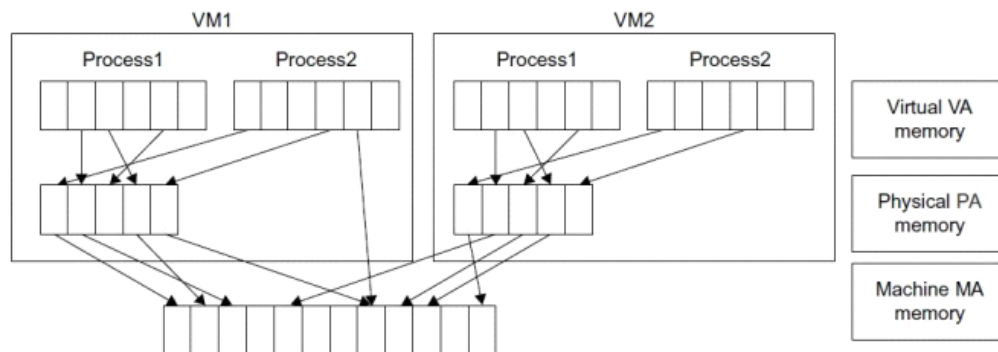 VM1
VM2
Process1
Process2
Process1
Process2
Virtual VA
memory
Physical PA
memory
Machine MA
memory